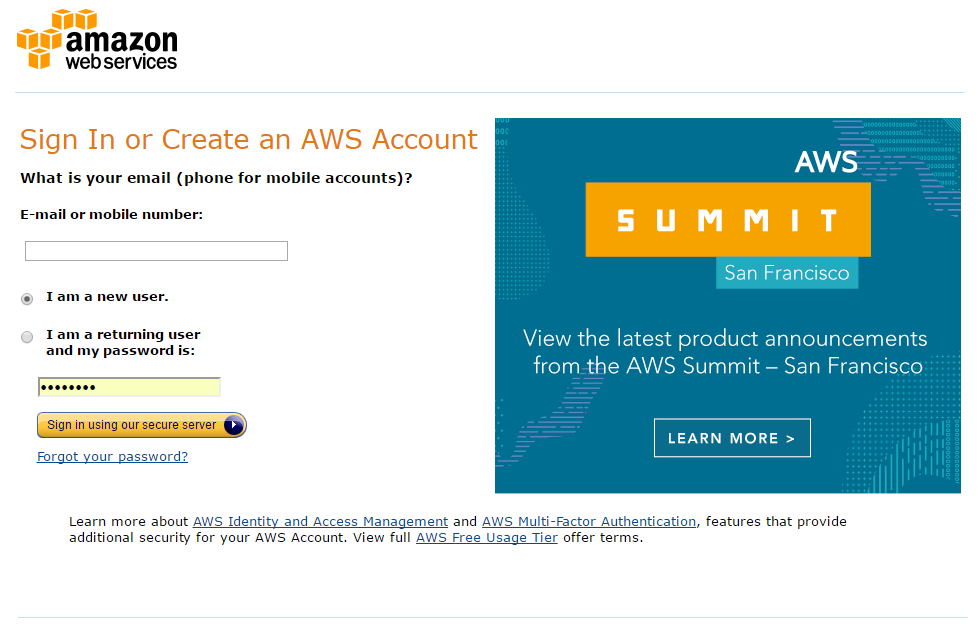 amazon
web services
Sign In or Create an AWS Account
What is your email (phone for mobile accounts)?
E-mail or mobile number:
I am a new user.
I am a returning user
and my password is:
••••••••
Sign in using our secure server
Forgot your password?
AWS
SUMMIT
San Francisco
View the latest product announcements
from the AWS Summit – San Francisco
LEARN MORE >
Learn more about AWS Identity and Access Management and AWS Multi-Factor Authentication, features that provide
additional security for your AWS Account. View full AWS Free Usage Tier offer terms.